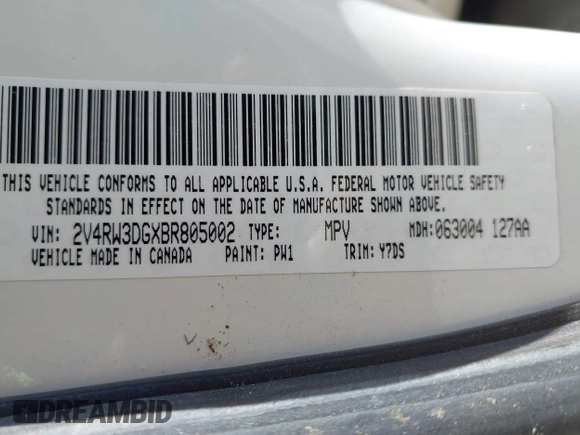 THIS VEHICLE CONFORMS TO ALL APPLICABLE U.S.A. FEDERAL MOTOR VEHICLE SAFETY
STANDARDS IN EFFECT ON THE DATE OF MANUFACTURE SHOWN ABOVE.
VIN: 2V4RW3DGXBR805002 TYPE: MPV MDH: 063004 127AA
VEHICLE MADE IN CANADA PAINT: PW1 TRIM: Y7DS
DREAMBID